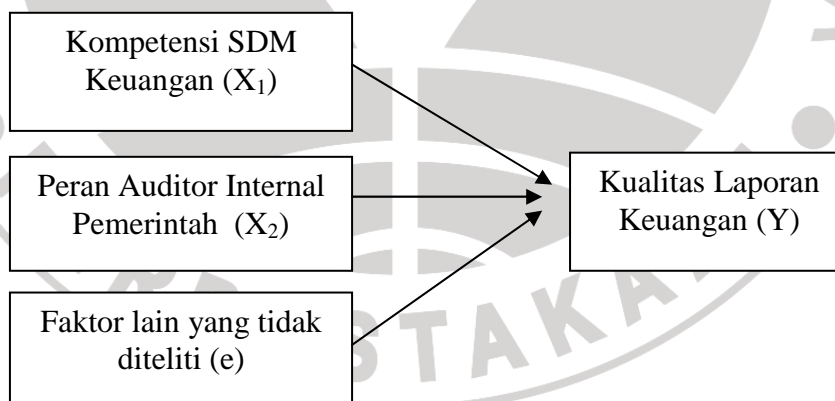 Kompetensi SDM
Keuangan (X₁)
Peran Auditor Internal
Pemerintah (X₂)
Kualitas Laporan
Keuangan (Y)
Faktor lain yang tidak
diteliti (e)